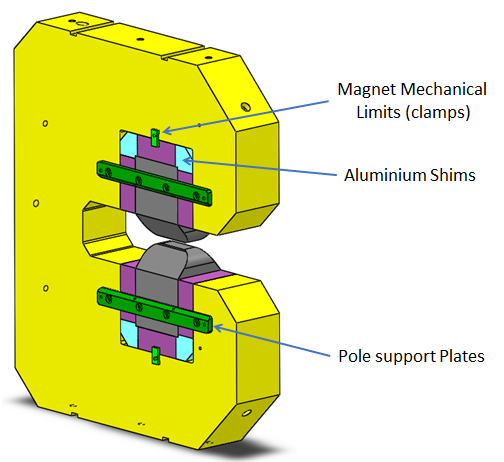 Magnet Mechanical
Limits (clamps)
Aluminium Shims
Pole support Plates